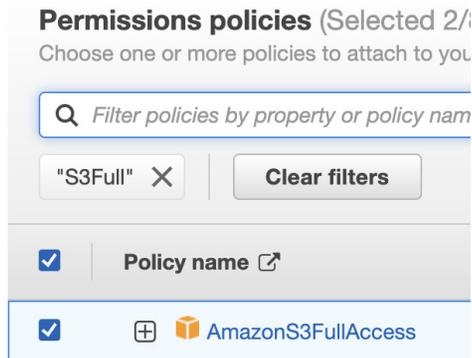 Permissions policies (Selected 2/
Choose one or more policies to attach to you
Filter policies by property or policy nam
"S3Full"
Clear filters
Policy name
AmazonS3FullAccess